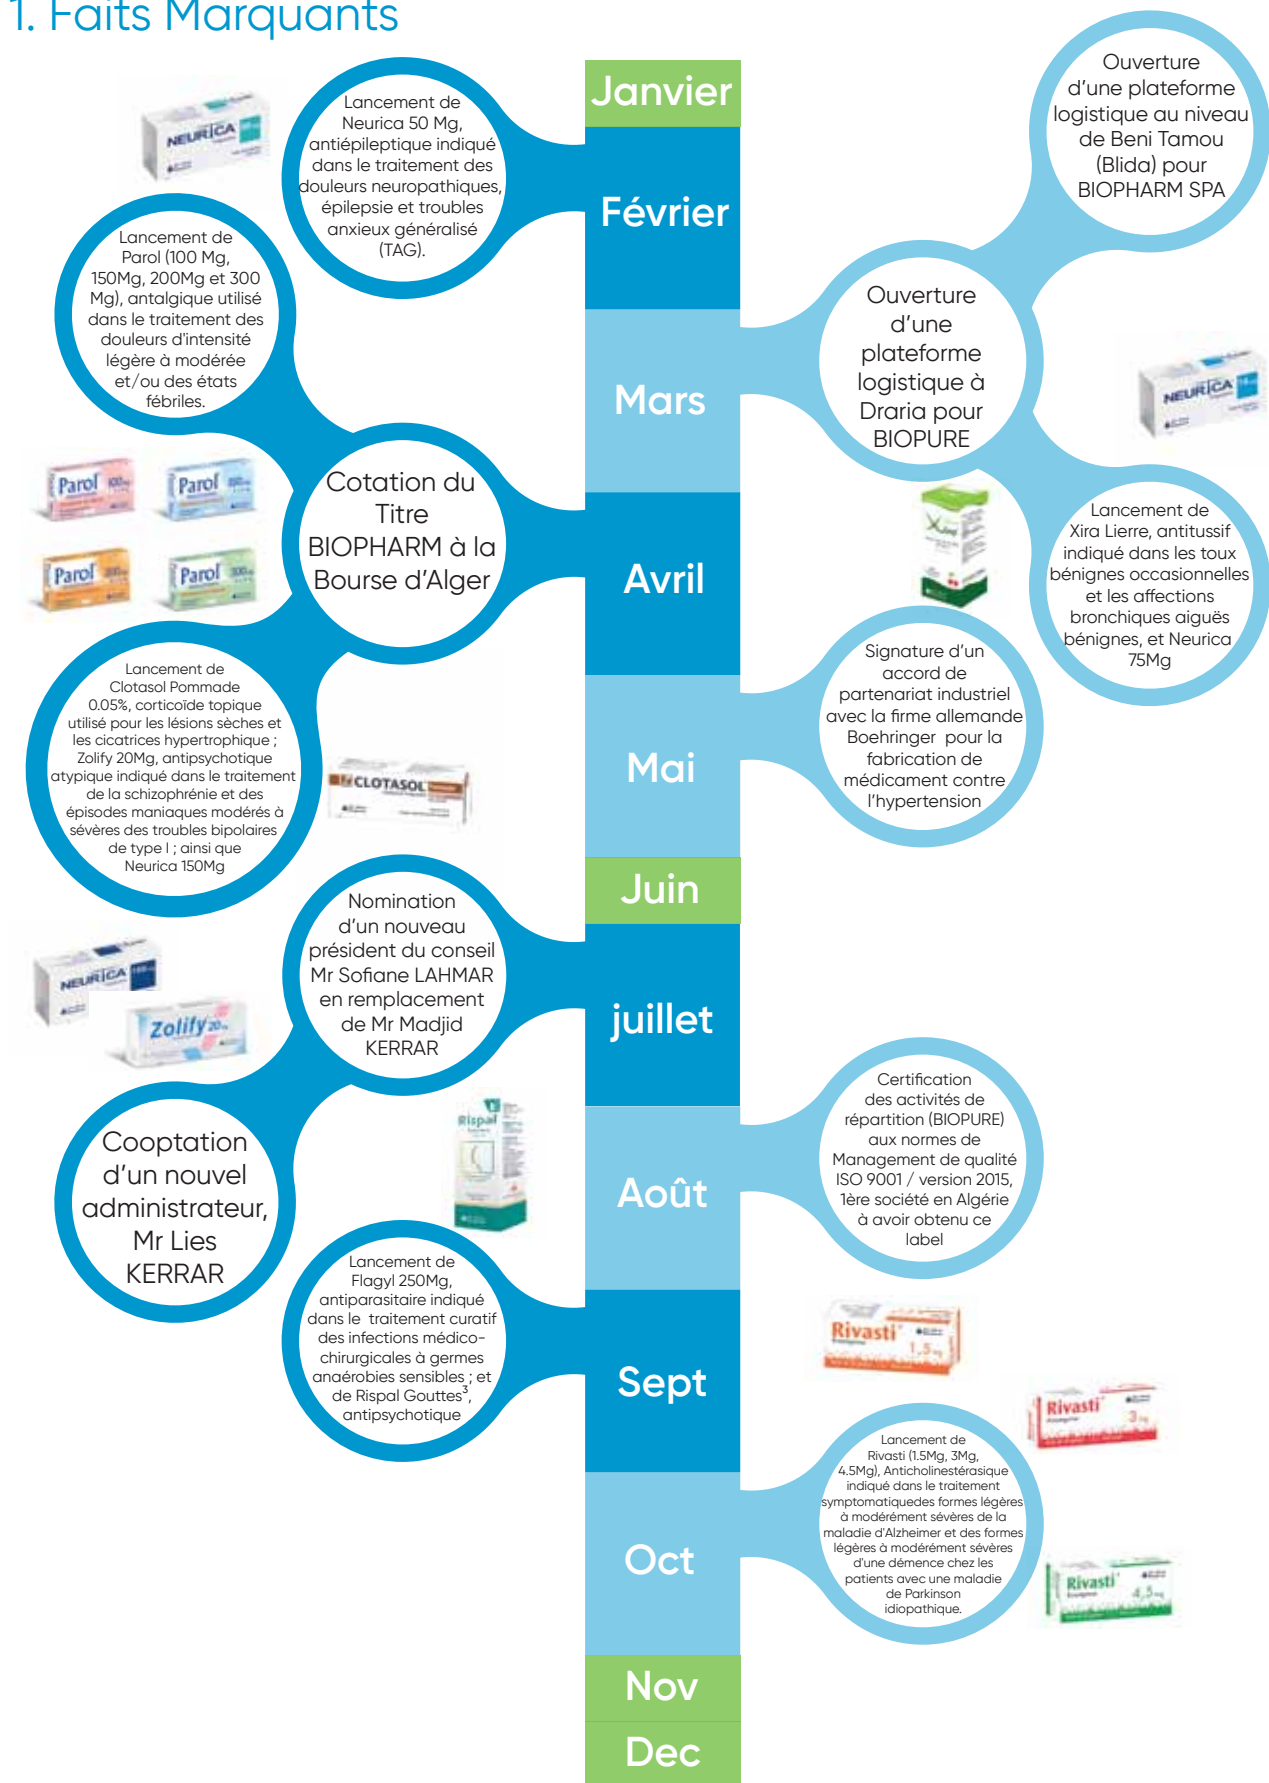 1. Faits Marquants
Janvier
Février
Lancement de
Neurica 50 Mg,
antiépileptique indiqué
dans le traitement des
douleurs neuropathiques,
épilepsie et troubles
anxieux généralisé
(TAG).
NEURICA
Mars
Ouverture
d'une
plateforme
logistique à
Draria pour
BIOPURE
Ouverture
d'une plateforme
logistique au niveau
de Beni Tamou
(Blida) pour
BIOPHARM SPA
Lancement de
Xira Lierre, antitussif
indiqué dans les toux
bénignes occasionnelles
et les affections
bronchiques aiguës
bénignes, et Neurica
75Mg
NEURICA
Avril
Cotation du
Titre
BIOPHARM à la
Bourse d'Alger
Lancement de
Parol (100 Mg,
150Mg, 200Mg et 300
Mg), antalgique utilisé
dans le traitement des
douleurs d'intensité
légère à modérée
et/ou des états
fébriles.
Parol
Parol
Parol
Parol
Lancement de
Clotasol Pommade
0.05%, corticoïde topique
utilisé pour les lésions sèches et
les cicatrices hypertrophique ;
Zolify 20Mg, antipsychotique
atypique indiqué dans le traitement
de la schizophrénie et des
épisodes maniaques modérés à
sévères des troubles bipolaires
de type I ; ainsi que
Neurica 150Mg
CLOTASOL
NEURICA
Zolify 20
Mai
Signature d'un
accord de
partenariat industriel
avec la firme allemande
Boehringer pour la
fabrication de
médicament contre
l'hypertension
Juin
juillet
Nomination
d'un nouveau
président du conseil
Mr Sofiane LAHMAR
en remplacement
de Mr Madjid
KERRAR
Cooptation
d'un nouvel
administrateur,
Mr Lies
KERRAR
Août
Certification
des activités de
répartition (BIOPURE)
aux normes de
Management de qualité
ISO 9001 / version 2015,
1ère société en Algérie
à avoir obtenu ce
label
Sept
Lancement de
Flagyl 250Mg,
antiparasitaire indiqué
dans le traitement curatif
des infections médico-
chirurgicales à germes
anaérobies sensibles ; et
de Rispal Gouttes³,
antipsychotique
Rispal
Oct
Lancement de
Rivasti (1.5Mg, 3Mg,
4.5Mg), Anticholinestérasique
indiqué dans le traitement
symptomatiquedes formes légères
à modérément sévères de la
maladie d'Alzheimer et des formes
légères à modérément sévères
d'une démence chez les
patients avec une maladie
de Parkinson
idiopathique.
Rivasti
1,5 mg
Rivasti
3 mg
Rivasti
4,5 mg
Nov
Dec